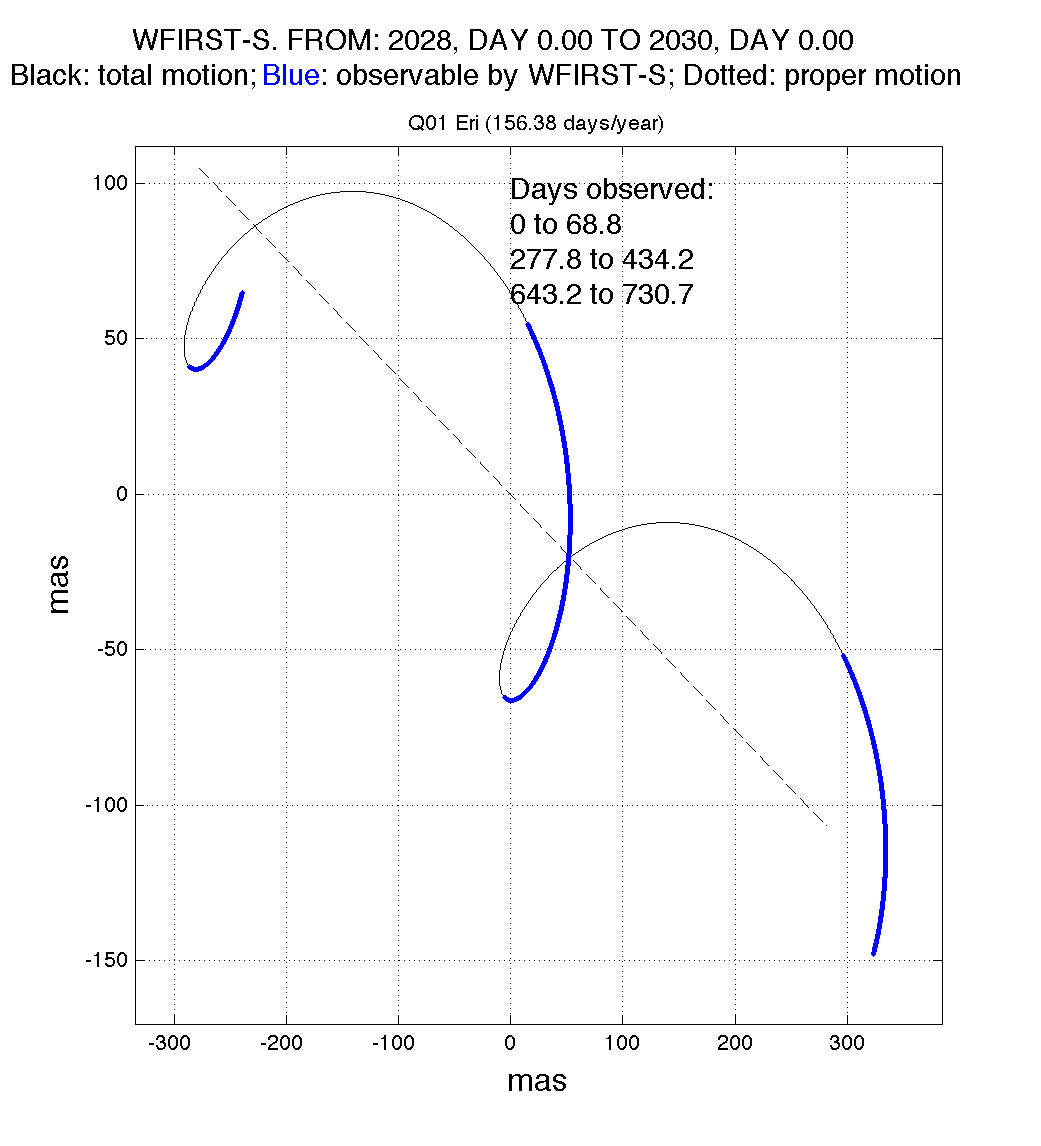 WFIRST-S. FROM: 2028, DAY 0.00 TO 2030, DAY 0.00
Black: total motion; Blue: observable by WFIRST-S; Dotted: proper motion
Q01 Eri (156.38 days/year)
Days observed:
0 to 68.8
277.8 to 434.2
643.2 to 730.7
100
50
0
-50
-100
-150
mas
-300 -200 -100 0 100 200 300
mas